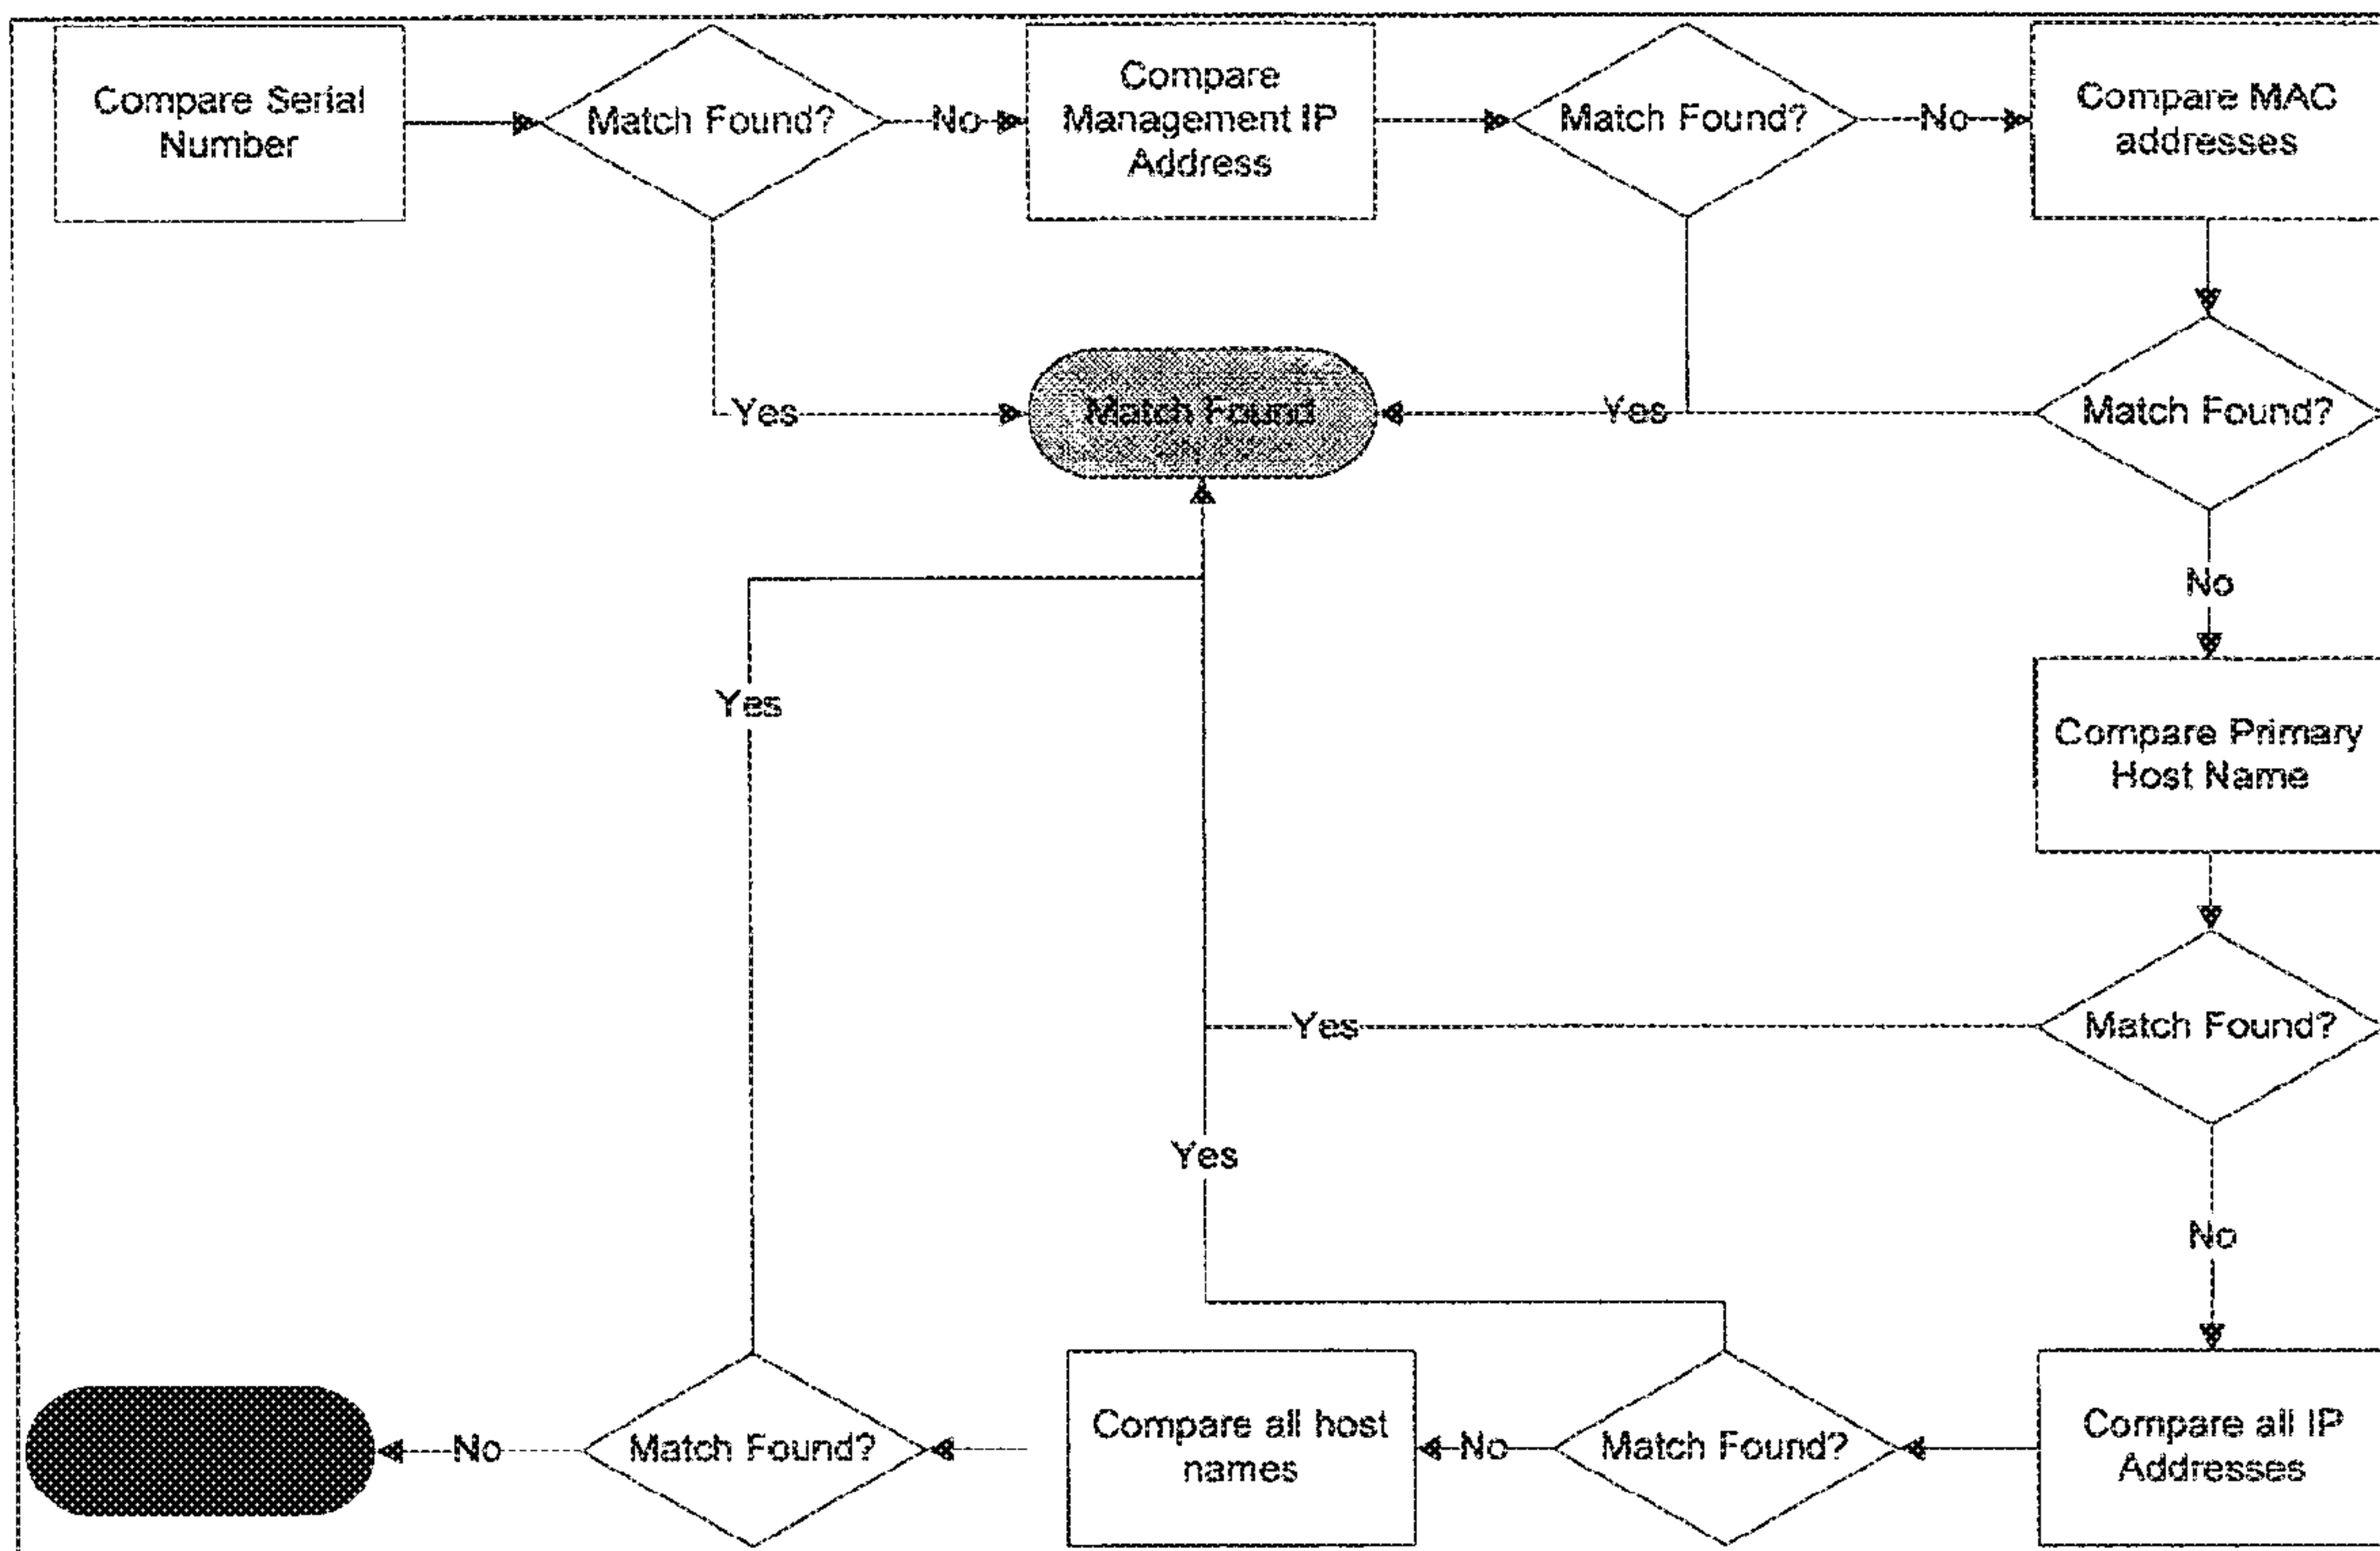 Compare Serial
Number
Match Found?
No
Compare
Management IP
Address
Match Found?
No
Compare MAC
addresses
Yes
Match Found
Yes
Match Found?
No
Yes
Compare Primary
Host Name
Yes
Match Found?
Yes
No
No
Match Found?
Compare all host
names
No
Match Found?
Compare all IP
Addresses